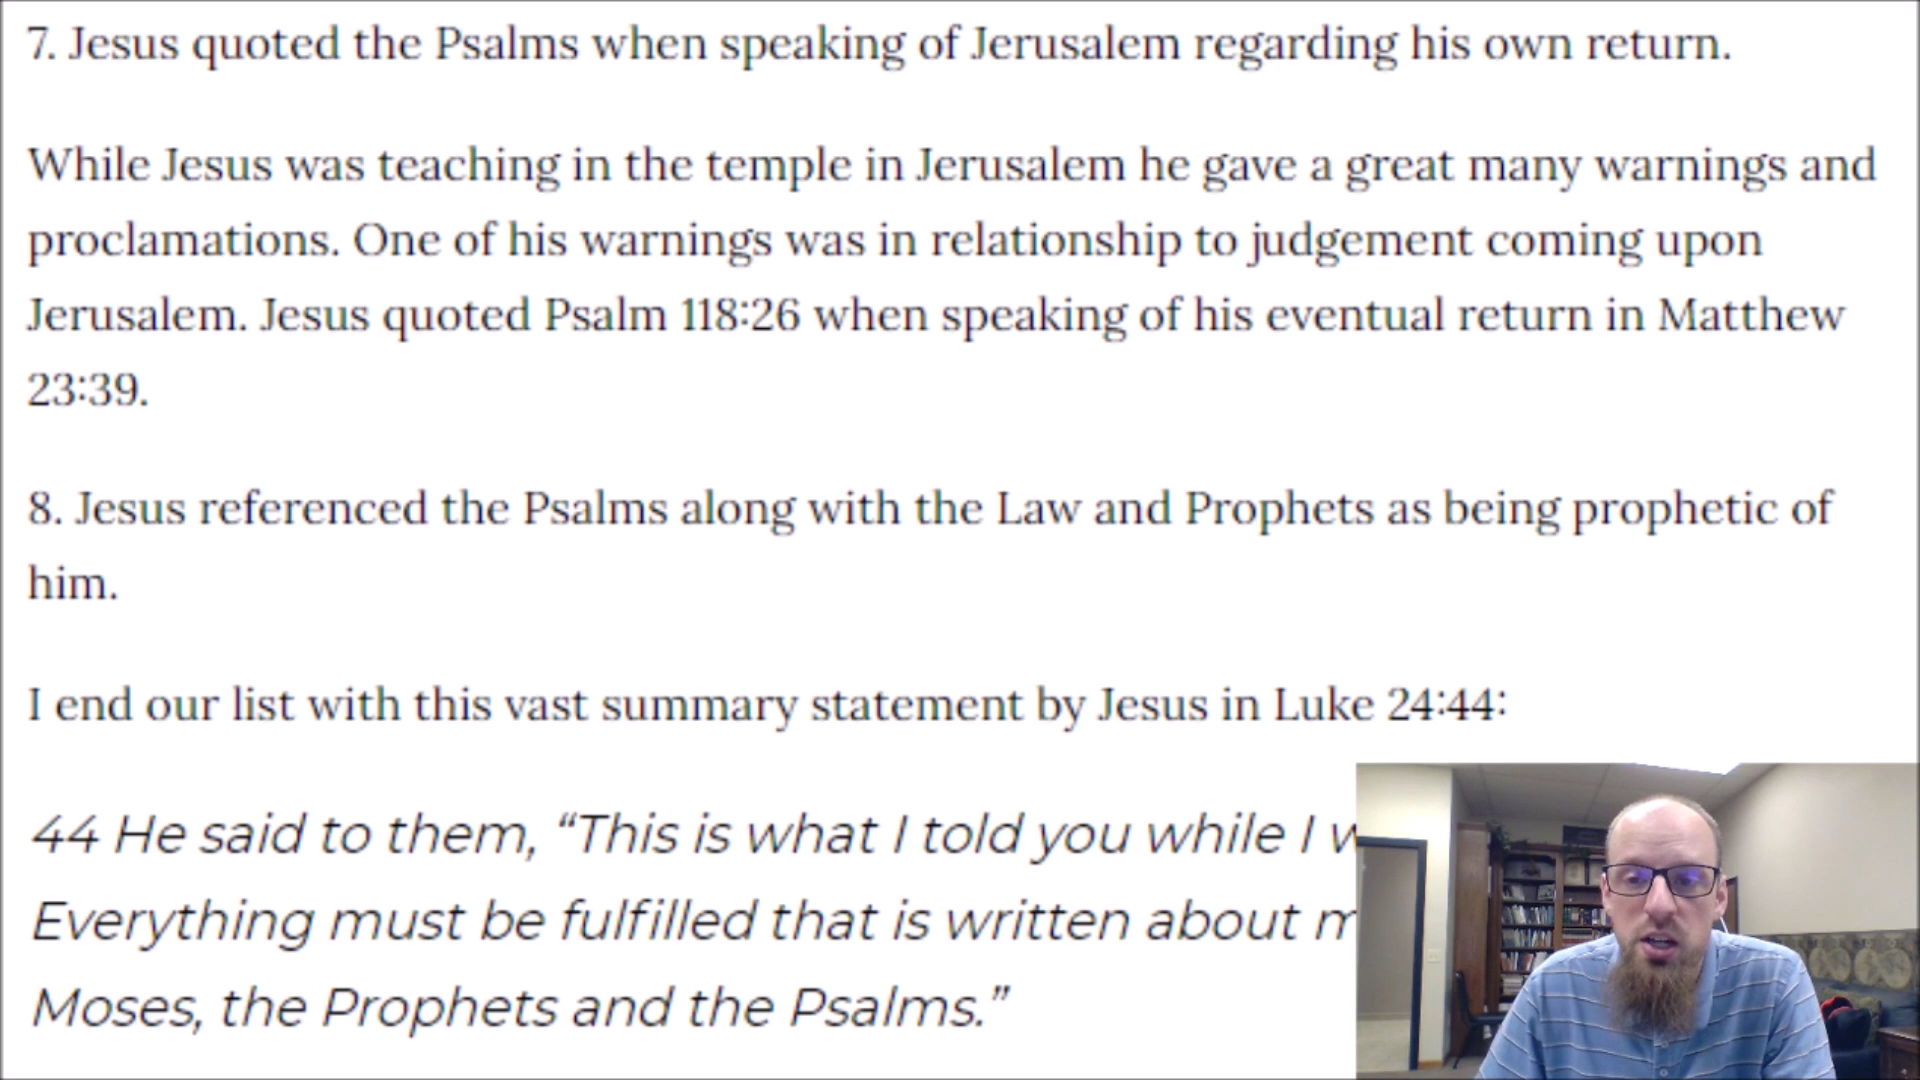 7. Jesus quoted the Psalms when speaking of Jerusalem regarding his own return.
While Jesus was teaching in the temple in Jerusalem he gave a great many warnings and
proclamations. One of his warnings was in relationship to judgement coming upon
Jerusalem. Jesus quoted Psalm 118:26 when speaking of his eventual return in Matthew
23:39.
8. Jesus referenced the Psalms along with the Law and Prophets as being prophetic of
him.
I end our list with this vast summary statement by Jesus in Luke 24:44:
44 He said to them, “This is what I told you while I
Everything must be fulfilled that is written about
Moses, the Prophets and the Psalms.”